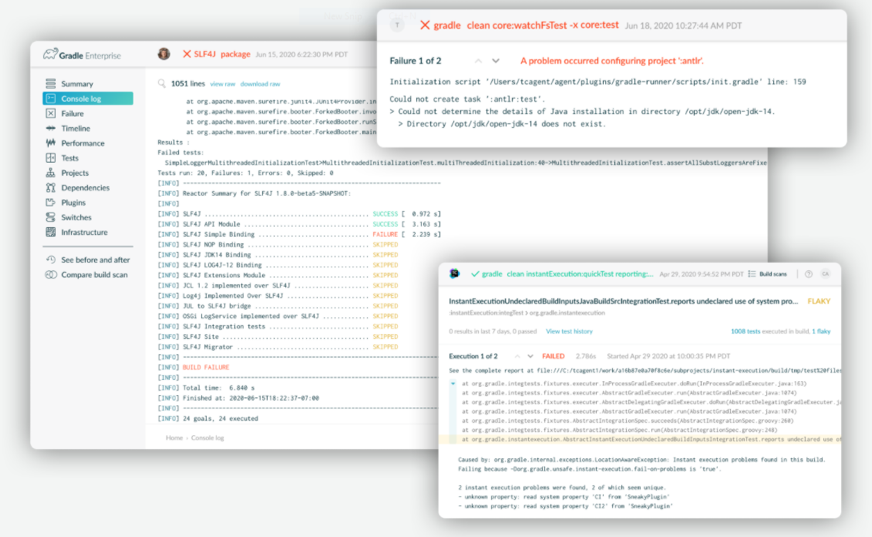 Gradle Enterprise
SLF4J package Jun 15, 2020 6:22:30 PM PDT
Summary
Console log
Failure
Timeline
Performance
Tests
Projects
Dependencies
Plugins
Switches
Infrastructure
See before and after
Compare build scan
1051 lines view raw download raw
at org.apache.maven.surefire.junit4.JUnit4Provider.in
at org.apache.maven.surefire.booter.ForkedBooter.invo
at org.apache.maven.surefire.booter.ForkedBooter.runS
at org.apache.maven.surefire.booter.ForkedBooter.main
Results :
Failed tests:
SimpleLoggerMultithreadedInitializationTest>MultithreadedInitializationTest.multiThreadedInitialization:40->MultithreadedInitializationTest.assertAllSubstLoggersAreFixe
Tests run: 20, Failures: 1, Errors: 0, Skipped: 0
[INFO] ------------------------------------------------------------------------
[INFO] Reactor Summary for SLF4J 1.8.0-beta5-SNAPSHOT:
[INFO]
[INFO] SLF4J .............................................. SUCCESS [ 0.972 s]
[INFO] SLF4J API Module ................................... SUCCESS [ 3.163 s]
[INFO] SLF4J Simple Binding ............................... FAILURE [ 2.239 s]
[INFO] SLF4J NOP Binding .................................. SKIPPED
[INFO] SLF4J JDK14 Binding ................................ SKIPPED
[INFO] SLF4J LOG4J-12 Binding ............................. SKIPPED
[INFO] SLF4J Extensions Module ............................ SKIPPED
[INFO] JCL 1.2 implemented over SLF4J ..................... SKIPPED
[INFO] Log4j Implemented Over SLF4J ....................... SKIPPED
[INFO] JUL to SLF4J bridge ................................ SKIPPED
[INFO] OSGi LogService implemented over SLF4J ............. SKIPPED
[INFO] SLF4J Integration tests ............................ SKIPPED
[INFO] SLF4J Site ......................................... SKIPPED
[INFO] SLF4J Migrator ..................................... SKIPPED
[INFO] ------------------------------------------------------------------------
[INFO] BUILD FAILURE
[INFO] ------------------------------------------------------------------------
[INFO] Total time: 6.840 s
[INFO] Finished at: 2020-06-15T18:22:37-07:00
[INFO] ------------------------------------------------------------------------
[INFO] 24 goals, 24 executed
Home › Console log
T gradle clean core:watchFsTest -x core:test Jun 18, 2020 10:27:44 AM PDT
Failure 1 of 2 A problem occurred configuring project ':antlr'.
Initialization script '/Users/tcagent/agent/plugins/gradle-runner/scripts/init.gradle' line: 159
Could not create task ':antlr:test'.
> Could not determine the details of Java installation in directory /opt/jdk/open-jdk-14.
> Directory /opt/jdk/open-jdk-14 does not exist.
gradle clean instantExecution:quickTest reporting:... Apr 29, 2020 9:54:52 PM PDT Build scans
InstantExecutionUndeclaredBuildInputsJavaBuildSrcIntegrationTest.reports undeclared use of system pro... FLAKY
:instantExecution:integTest › org.gradle.instantexecution
0 results in last 7 days, 0 passed View test history 1008 tests executed in build, 1 flaky
Execution 1 of 2 FAILED 2.786s Started Apr 29 2020 at 10:00:35 PM PDT
See the complete report at file:///C:/tcagent1/work/a16b87e0a70f8c6e/subprojects/instant-execution/build/tmp/test%20files
at org.gradle.integtests.fixtures.executer.InProcessGradleExecuter.doRun(InProcessGradleExecuter.java:163)
at org.gradle.integtests.fixtures.executer.AbstractGradleExecuter.run(AbstractGradleExecuter.java:1074)
at org.gradle.integtests.fixtures.executer.AbstractDelegatingGradleExecuter.doRun(AbstractDelegatingGradleExecuter.j
at org.gradle.integtests.fixtures.executer.AbstractGradleExecuter.run(AbstractGradleExecuter.java:1074)
at org.gradle.integtests.fixtures.AbstractIntegrationSpec.succeeds(AbstractIntegrationSpec.groovy:260)
at org.gradle.integtests.fixtures.AbstractIntegrationSpec.run(AbstractIntegrationSpec.groovy:248)
at org.gradle.instantexecution.AbstractInstantExecutionUndeclaredBuildInputsIntegrationTest.reports undeclared use of
Caused by: org.gradle.internal.exceptions.LocationAwareException: Instant execution problems found in this build.
Failing because -Dorg.gradle.unsafe.instant-execution.fail-on-problems is 'true'.
2 instant execution problems were found, 2 of which seem unique.
- unknown property: read system property 'CI' from 'SneakyPlugin'
- unknown property: read system property 'CI2' from 'SneakyPlugin'